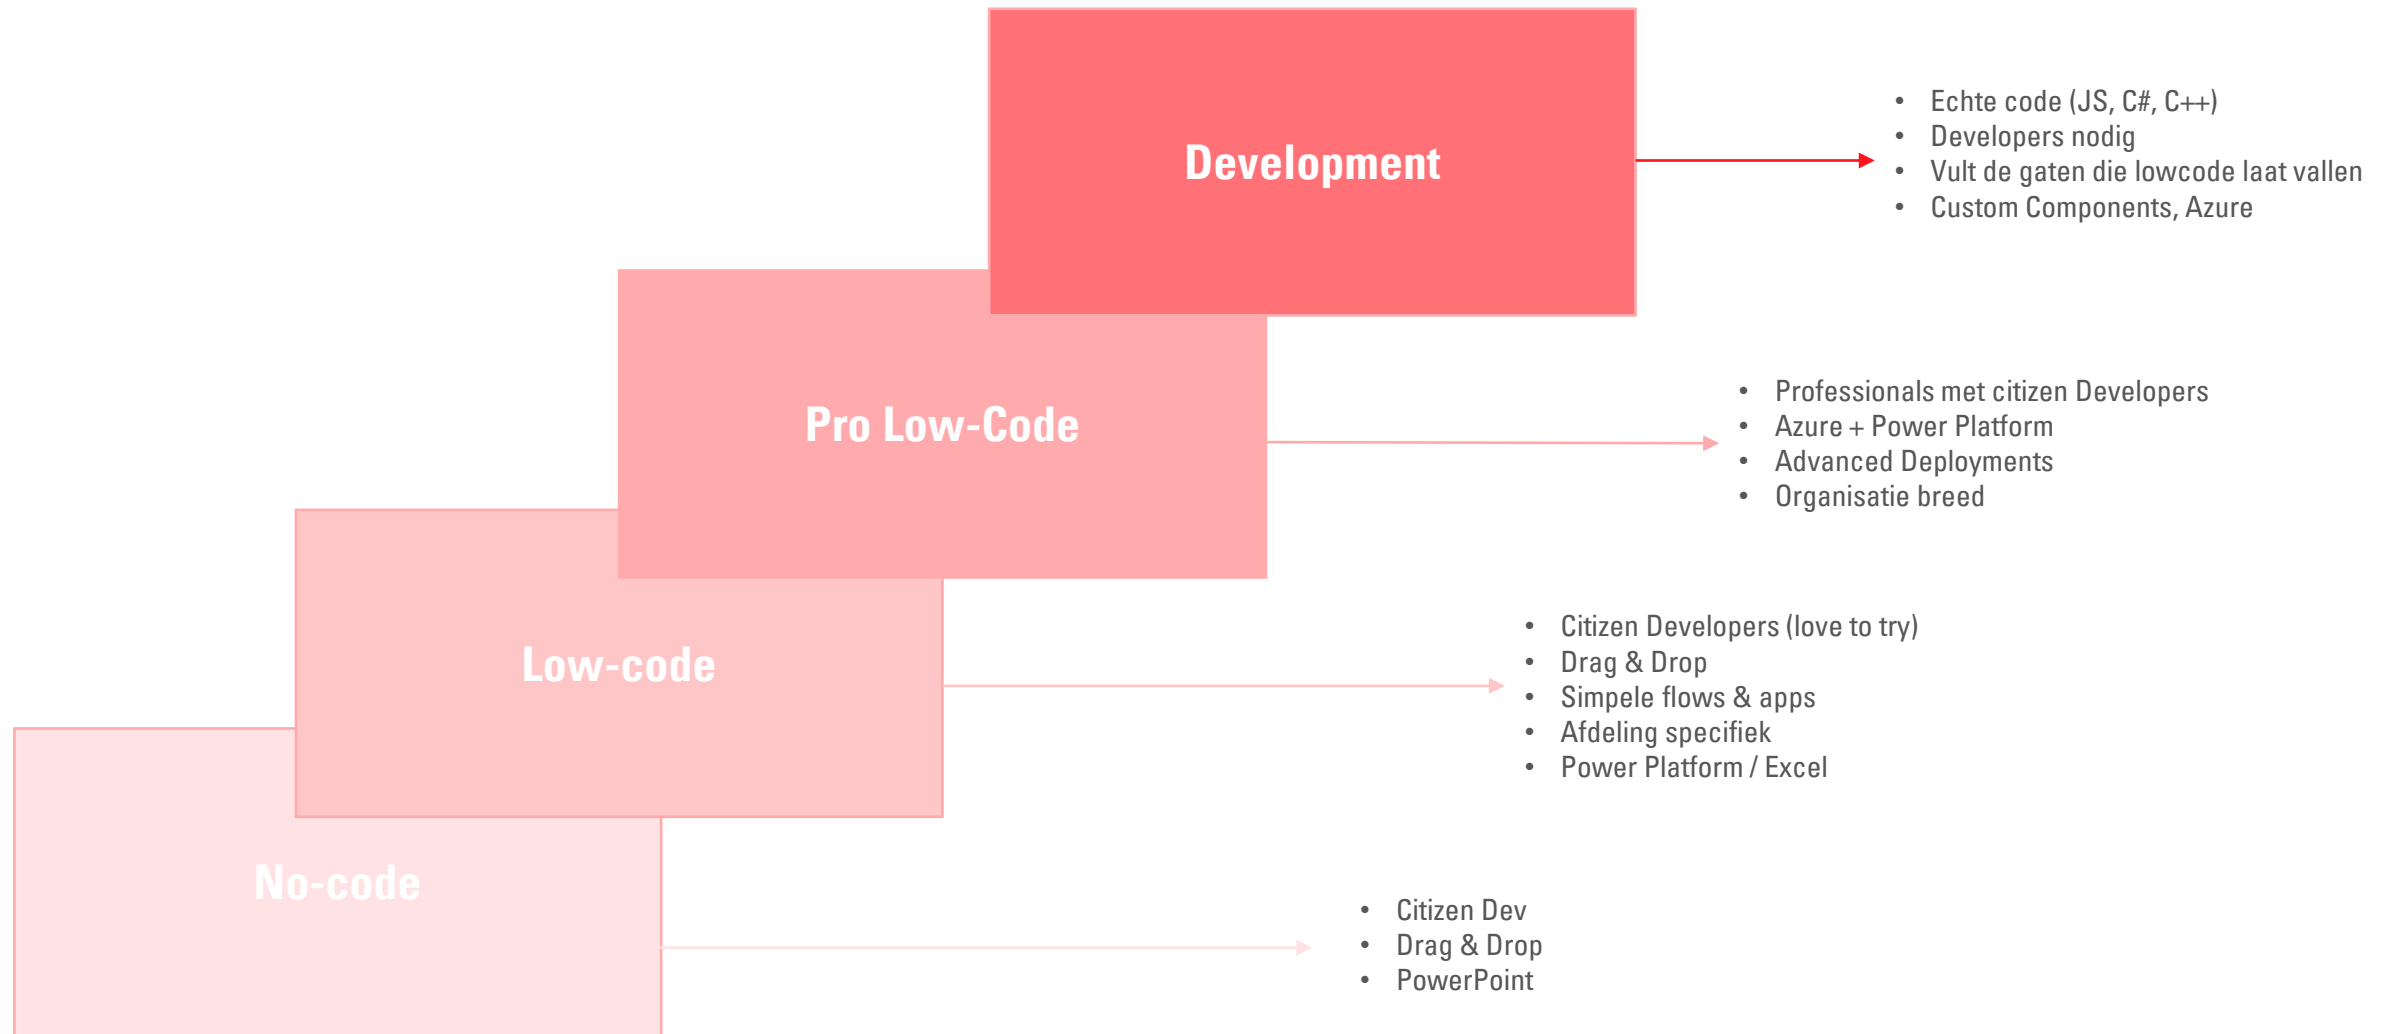 Development
• Echte code (JS, C#, C++)
• Developers nodig
• Vult de gaten die lowcode laat vallen
• Custom Components, Azure
Pro Low-Code
• Professionals met citizen Developers
• Azure + Power Platform
• Advanced Deployments
• Organisatie breed
Low-code
• Citizen Developers (love to try)
• Drag & Drop
• Simpele flows & apps
• Afdeling specifiek
• Power Platform / Excel
No-code
• Citizen Dev
• Drag & Drop
• PowerPoint